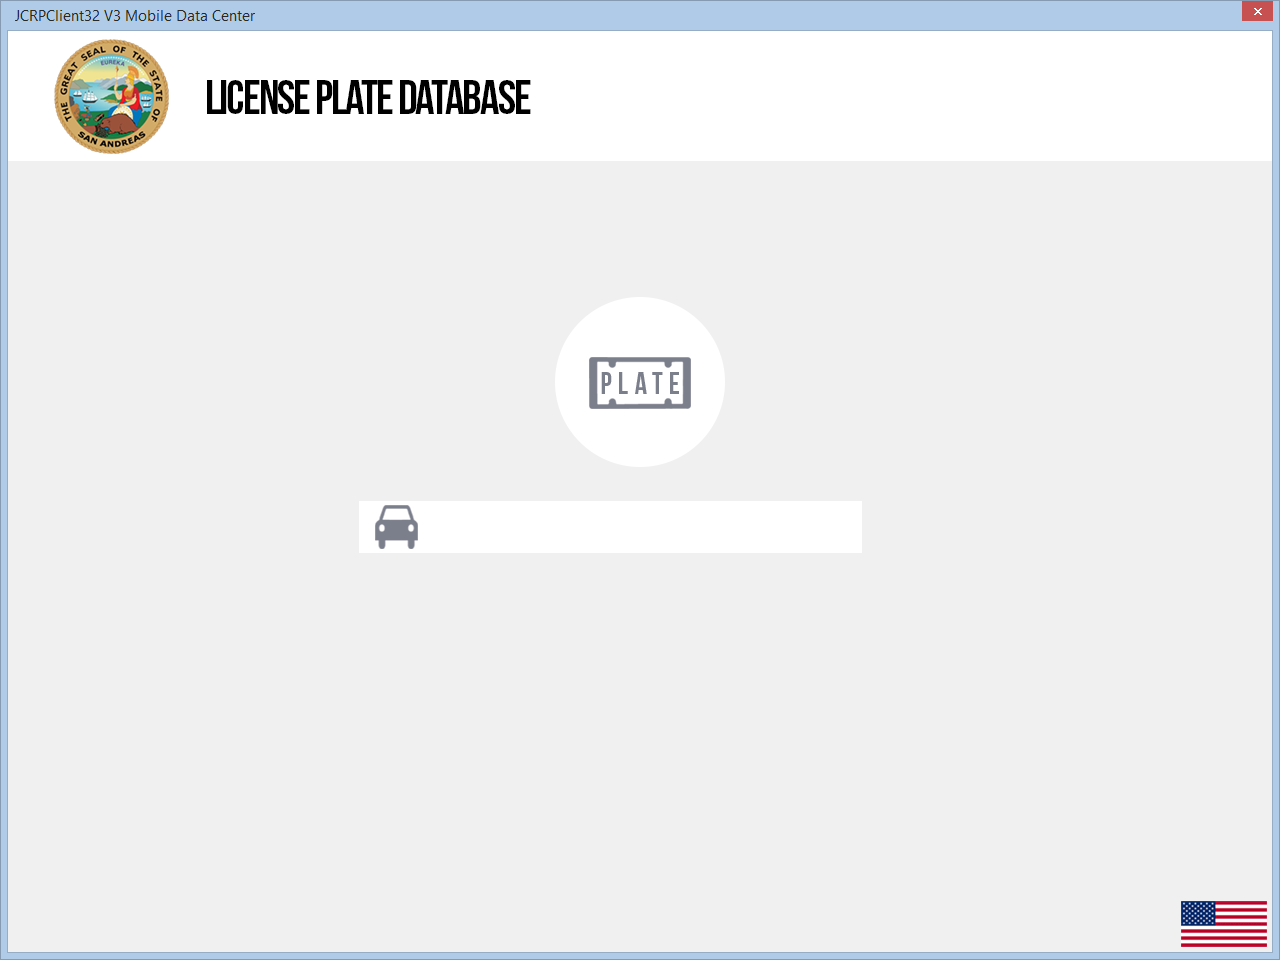 JCRPClient32 V3 Mobile Data Center
THE GREAT SEAL OF THE STATE OF
EUREKA
SAN ANDREAS
LICENSE PLATE DATABASE
PLATE